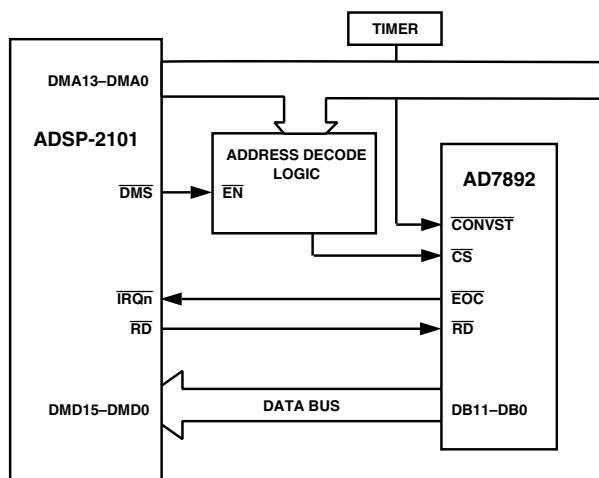 TIMER
DMA13–DMA0
ADSP-2101
ADDRESS DECODE
LOGIC
AD7892
DMS
EN
CONVST
CS
IRQn
EOC
RD
RD
DMD15–DMD0
DATA BUS
DB11–DB0